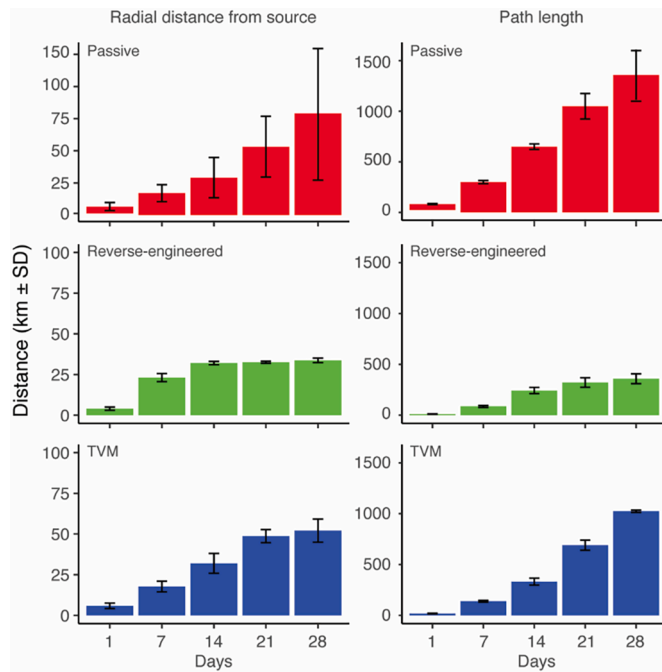 Radial distance from source
Path length
Distance (km ± SD)
Passive
150
100
75
50
25
0
Passive
1500
1000
500
0
Reverse-engineered
100
75
50
25
0
Reverse-engineered
1500
1000
500
0
TVM
100
75
50
25
0
TVM
1500
1000
500
0
1 7 14 21 28
Days
1 7 14 21 28
Days